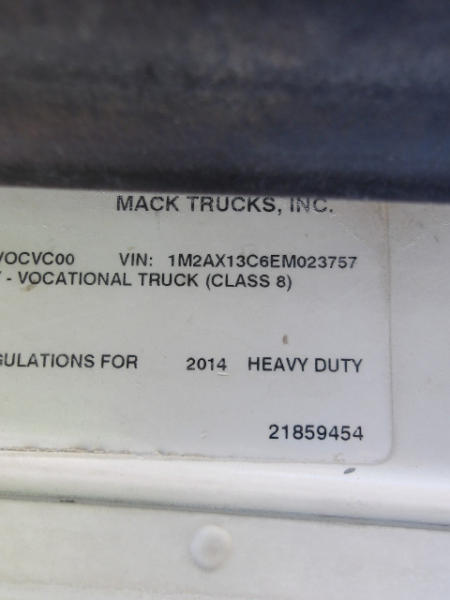 MACK TRUCKS, INC.
VOCVC00 VIN: 1M2AX13C6EM023757
- VOCATIONAL TRUCK (CLASS 8)
GULATIONS FOR 2014 HEAVY DUTY
21859454